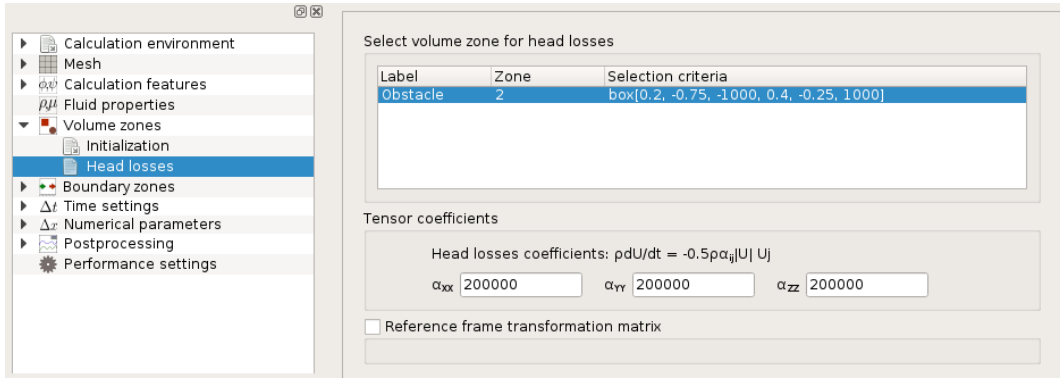 Calculation environment
Mesh
φ,ψ Calculation features
ρ,μ Fluid properties
Volume zones
Initialization
Head losses
Boundary zones
Δt Time settings
Δx Numerical parameters
Postprocessing
Performance settings
Select volume zone for head losses
Label Zone Selection criteria
Obstacle 2 box[0.2, -0.75, -1000, 0.4, -0.25, 1000]
Tensor coefficients
Head losses coefficients: ρdU/dt = -0.5ραij|U| Uj
αXX 200000 αYY 200000 αZZ 200000
Reference frame transformation matrix